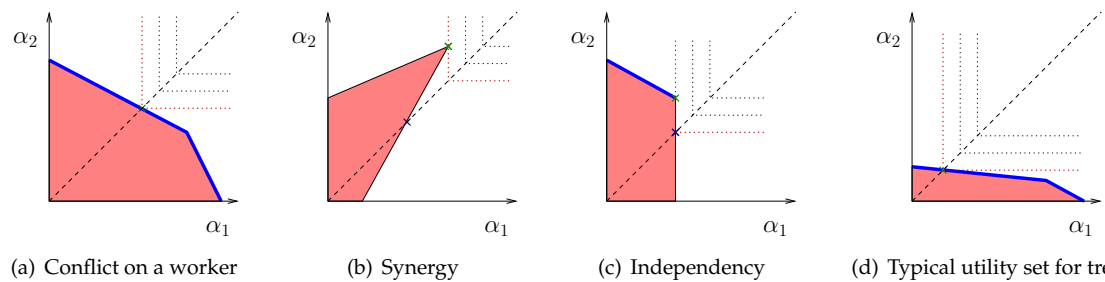 α₂
α₁
α₂
α₁
α₂
α₁
α₂
α₁
(a) Conflict on a worker
(b) Synergy
(c) Independency
(d) Typical utility set for tre